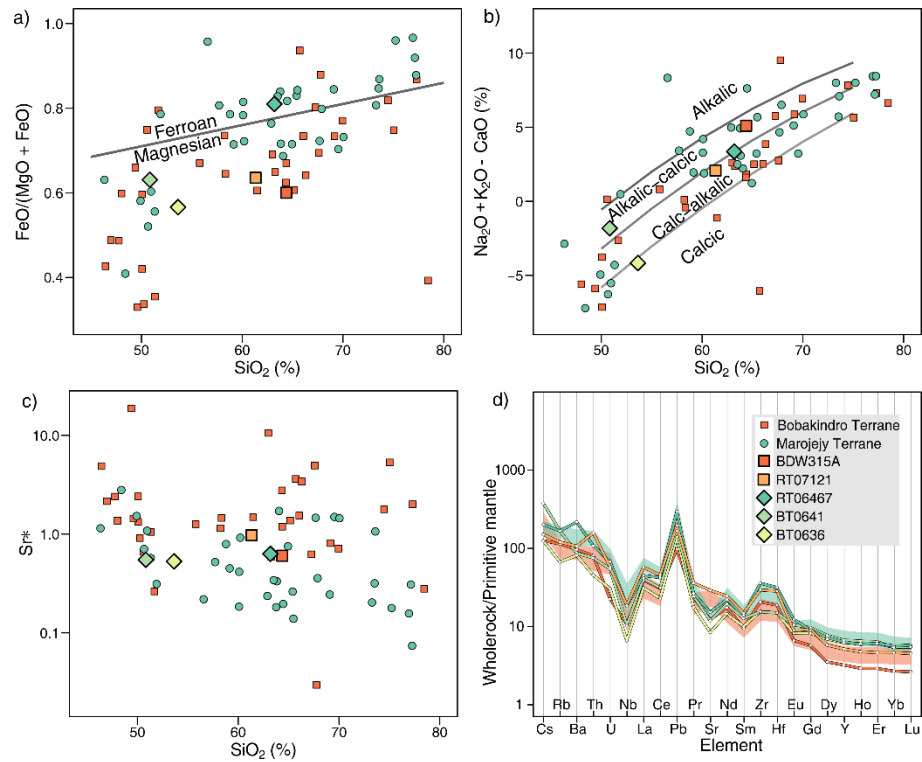 a)
1.0
0.8
0.6
0.4
FeO/(MgO + FeO)
Ferroan
Magnesian
50 60 70 80
SiO₂ (%)
b)
10
5
0
−5
Na₂O + K₂O - CaO (%)
Alkalic
Alkalic−calcic
Calc−alkalic
Calcic
50 60 70 80
SiO₂ (%)
c)
10.0
1.0
0.1
Sr*
50 60 70 80
SiO₂ (%)
d)
1000
100
10
1
Wholerock/Primitive mantle
Bobakindro Terrane
Marojejy Terrane
BDW315A
RT07121
RT06467
BT0641
BT0636
Rb Th Nb Ce Pr Nd Zr Eu Dy Ho Yb
Cs Ba U La Pb Sr Sm Hf Gd Y Er Lu
Element